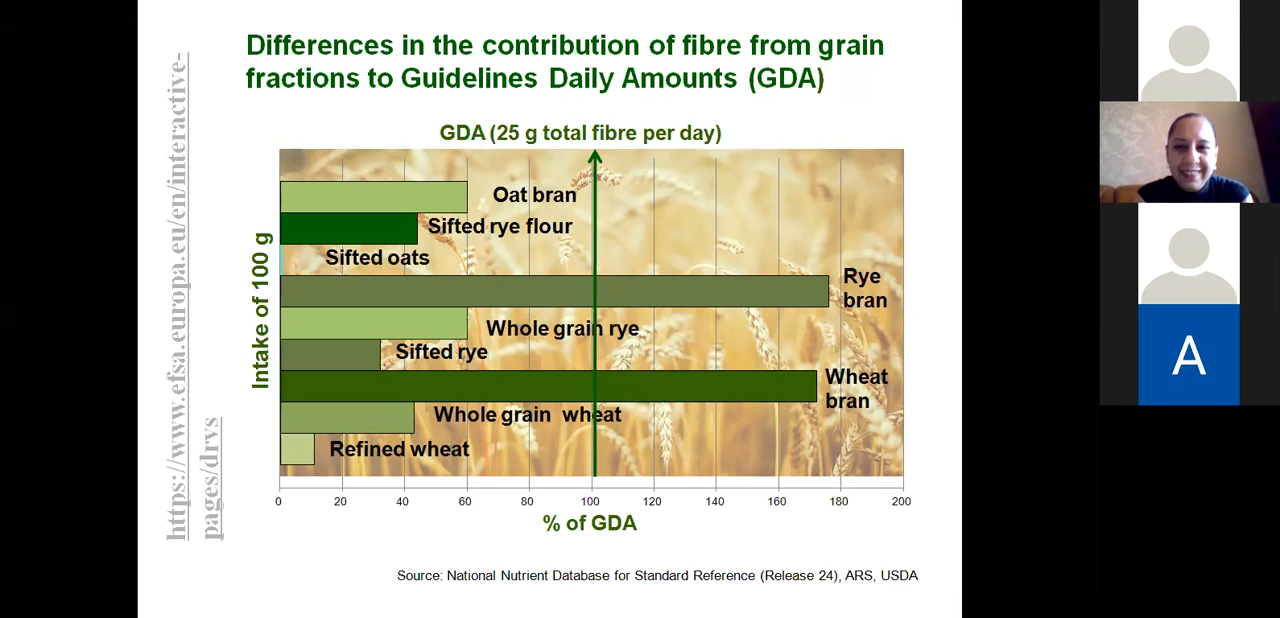 Differences in the contribution of fibre from grain
fractions to Guidelines Daily Amounts (GDA)
https://www.efsa.europa.eu/en/interactive-
pages/drvs
GDA (25 g total fibre per day)
Intake of 100 g
Oat bran
Sifted rye flour
Sifted oats
Rye
bran
Whole grain rye
Sifted rye
Wheat
bran
Whole grain wheat
Refined wheat
0 20 40 60 80 100 120 140 160 180 200
% of GDA
Source: National Nutrient Database for Standard Reference (Release 24), ARS, USDA
A